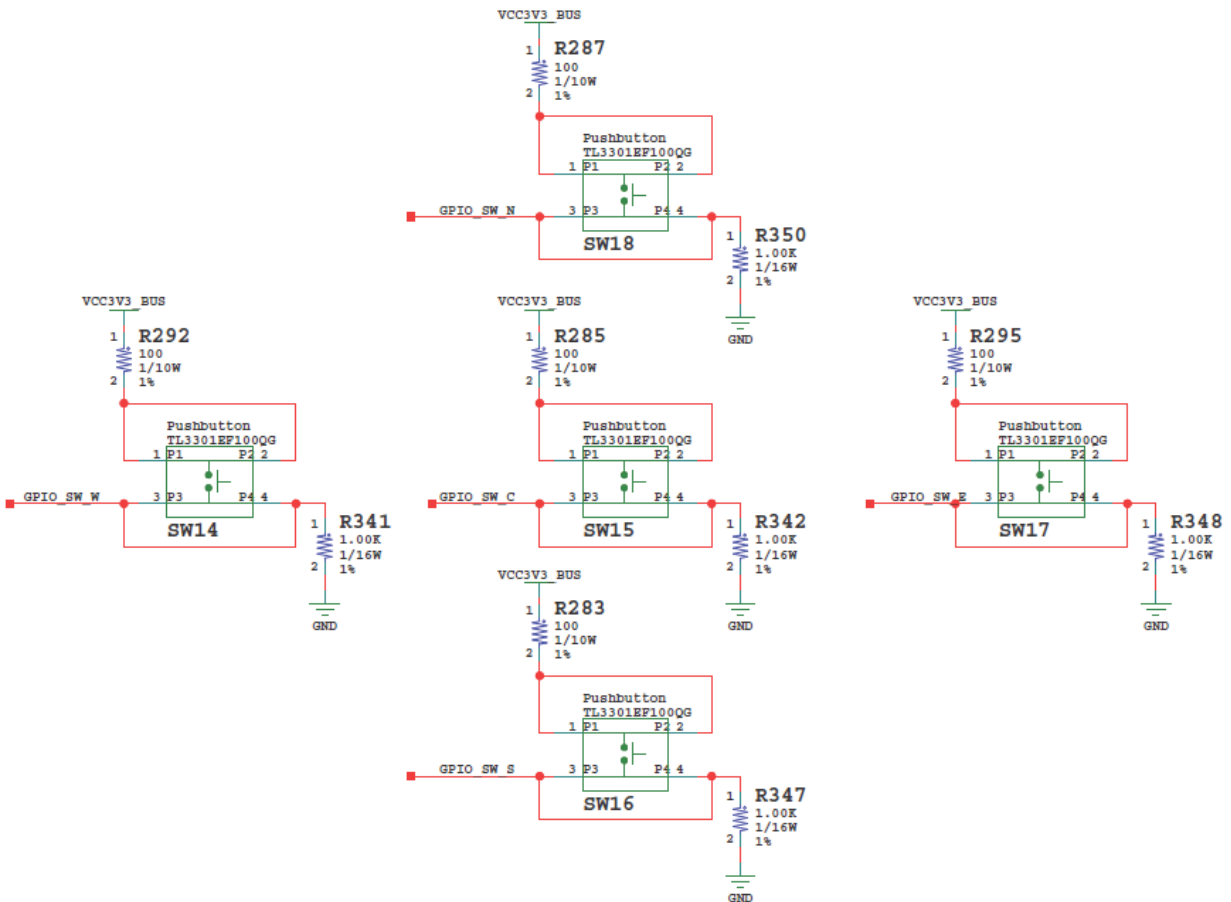 VCC3V3_BUS
1 R287
100
1/10W
2 1%
Pushbutton
TL3301EF100QG
1 P1 P2 2
GPIO_SW_N 3 P3 P4 4
SW18
1 R350
1.00K
1/16W
2 1%
GND
VCC3V3_BUS
1 R292
100
1/10W
2 1%
Pushbutton
TL3301EF100QG
1 P1 P2 2
GPIO_SW_W 3 P3 P4 4
SW14
1 R341
1.00K
1/16W
2 1%
GND
VCC3V3_BUS
1 R285
100
1/10W
2 1%
Pushbutton
TL3301EF100QG
1 P1 P2 2
GPIO_SW_C 3 P3 P4 4
SW15
1 R342
1.00K
1/16W
2 1%
GND
VCC3V3_BUS
1 R295
100
1/10W
2 1%
Pushbutton
TL3301EF100QG
1 P1 P2 2
GPIO_SW_E 3 P3 P4 4
SW17
1 R348
1.00K
1/16W
2 1%
GND
VCC3V3_BUS
1 R283
100
1/10W
2 1%
Pushbutton
TL3301EF100QG
1 P1 P2 2
GPIO_SW_S 3 P3 P4 4
SW16
1 R347
1.00K
1/16W
2 1%
GND